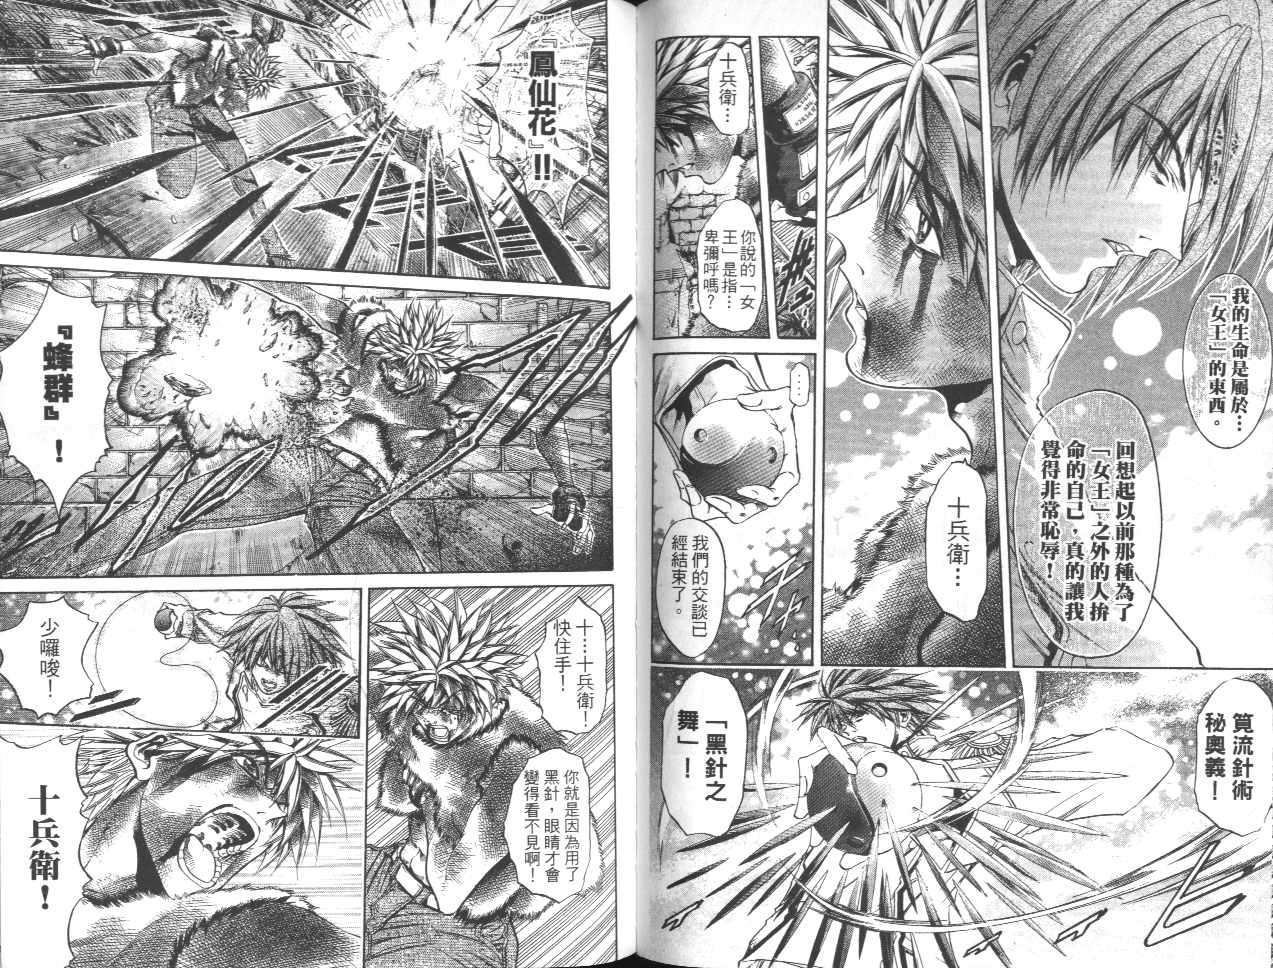 我的生命是屬於…
「女王」的東西。
回想起以前那種為了
「女王」之外的人拚
命的自己，真的讓我
覺得非常恥辱！
十兵衛…
十兵衛…
你說的「女
王」是指…
卑彌呼嗎？
…
我們的交談已
經結束了。
筧流針術
秘奧義！
「黑針之
舞」！
『鳳仙花』!!
『蜂群』！
十…十兵衛！
快住手！
你就是因為用了
黑針，眼睛才會
變得看不見啊！
少囉唆！
十兵衛！